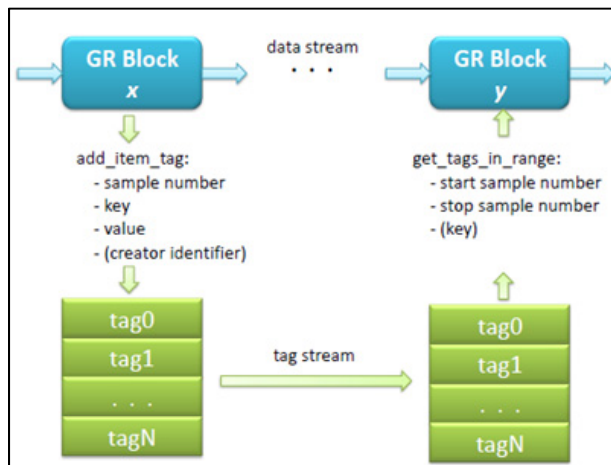 GR Block
x
data stream
. . .
GR Block
y
add_item_tag:
- sample number
- key
- value
- (creator identifier)
get_tags_in_range:
- start sample number
- stop sample number
- (key)
tag0
tag1
. . .
tagN
tag stream
tag0
tag1
. . .
tagN